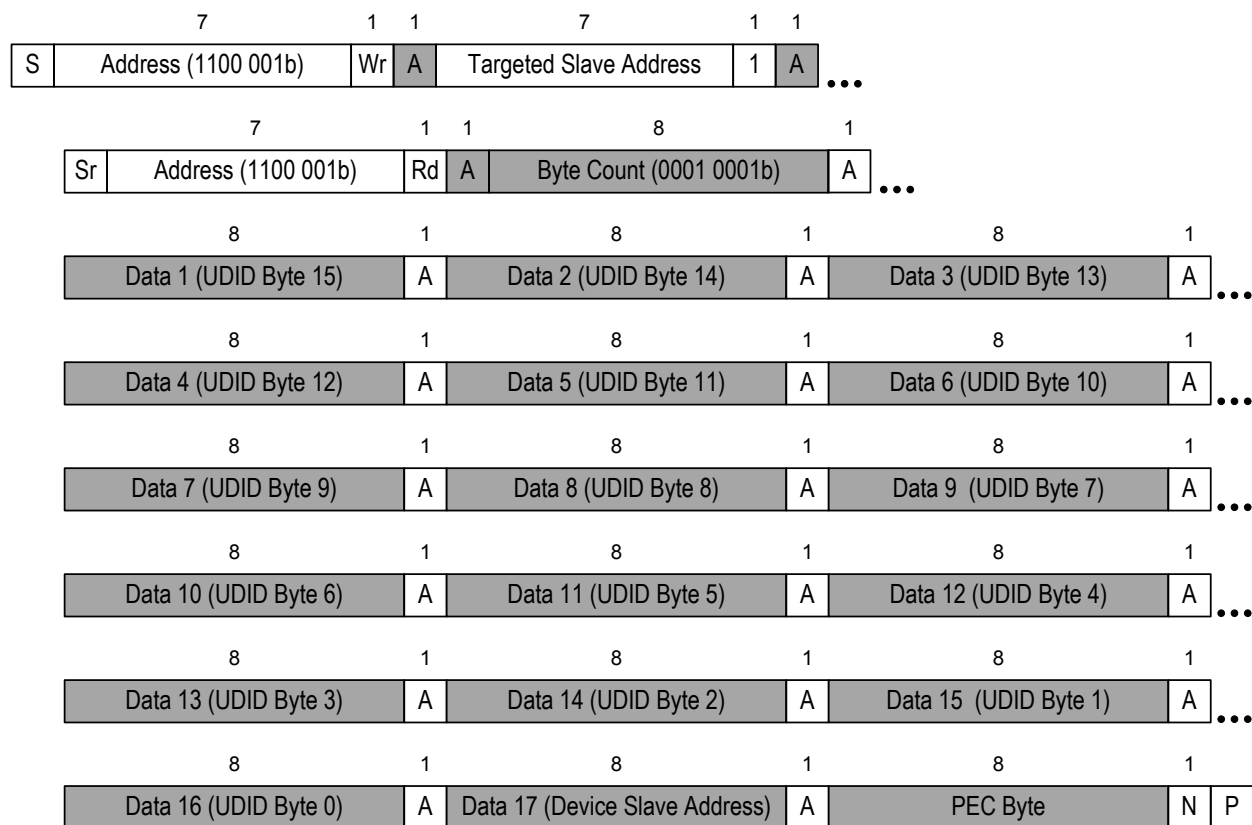 7 1 1 7 1 1
S Address (1100 001b) Wr A Targeted Slave Address 1 A ...
7 1 1 8 1
Sr Address (1100 001b) Rd A Byte Count (0001 0001b) A ...
8 1 8 1 8 1
Data 1 (UDID Byte 15) A Data 2 (UDID Byte 14) A Data 3 (UDID Byte 13) A ...
8 1 8 1 8 1
Data 4 (UDID Byte 12) A Data 5 (UDID Byte 11) A Data 6 (UDID Byte 10) A ...
8 1 8 1 8 1
Data 7 (UDID Byte 9) A Data 8 (UDID Byte 8) A Data 9 (UDID Byte 7) A ...
8 1 8 1 8 1
Data 10 (UDID Byte 6) A Data 11 (UDID Byte 5) A Data 12 (UDID Byte 4) A ...
8 1 8 1 8 1
Data 13 (UDID Byte 3) A Data 14 (UDID Byte 2) A Data 15 (UDID Byte 1) A ...
8 1 8 1 8 1
Data 16 (UDID Byte 0) A Data 17 (Device Slave Address) A PEC Byte N P